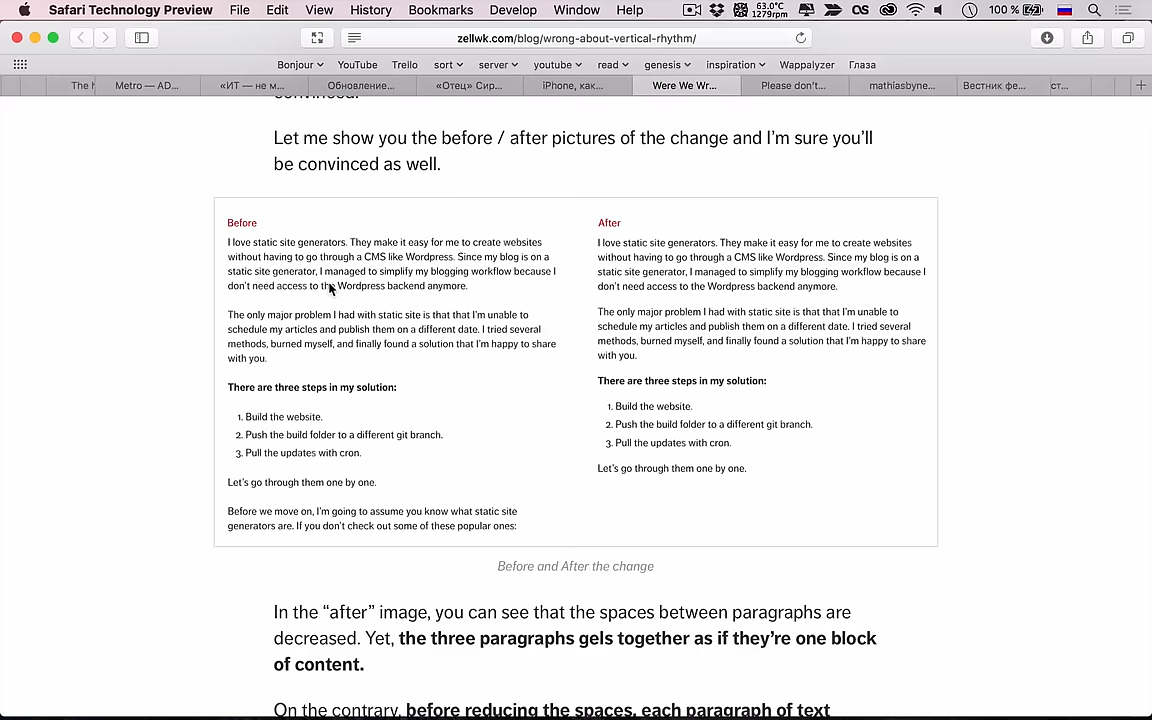 Safari Technology Preview File Edit View History Bookmarks Develop Window Help 63.0°C 1279rpm 100 %
zellwk.com/blog/wrong-about-vertical-rhythm/
Bonjour YouTube Trello sort server youtube read genesis inspiration Wappalyzer Глаза
The h Metro — AD... «ИТ — не м... Обновление... «Отец» Сир... iPhone, как... Were We Wr... Please don't... mathiasbyne... Вестник фе... ст...
convinced.
Let me show you the before / after pictures of the change and I’m sure you’ll
be convinced as well.
Before
I love static site generators. They make it easy for me to create websites
without having to go through a CMS like Wordpress. Since my blog is on a
static site generator, I managed to simplify my blogging workflow because I
don’t need access to the Wordpress backend anymore.
The only major problem I had with static site is that that I’m unable to
schedule my articles and publish them on a different date. I tried several
methods, burned myself, and finally found a solution that I’m happy to share
with you.
There are three steps in my solution:
1. Build the website.
2. Push the build folder to a different git branch.
3. Pull the updates with cron.
Let’s go through them one by one.
Before we move on, I’m going to assume you know what static site
generators are. If you don’t check out some of these popular ones:
After
I love static site generators. They make it easy for me to create websites
without having to go through a CMS like Wordpress. Since my blog is on a
static site generator, I managed to simplify my blogging workflow because I
don’t need access to the Wordpress backend anymore.
The only major problem I had with static site is that that I’m unable to
schedule my articles and publish them on a different date. I tried several
methods, burned myself, and finally found a solution that I’m happy to share
with you.
There are three steps in my solution:
1. Build the website.
2. Push the build folder to a different git branch.
3. Pull the updates with cron.
Let’s go through them one by one.
Before and After the change
In the “after” image, you can see that the spaces between paragraphs are
decreased. Yet, the three paragraphs gels together as if they’re one block
of content.
On the contrary, before reducing the spaces, each paragraph of text